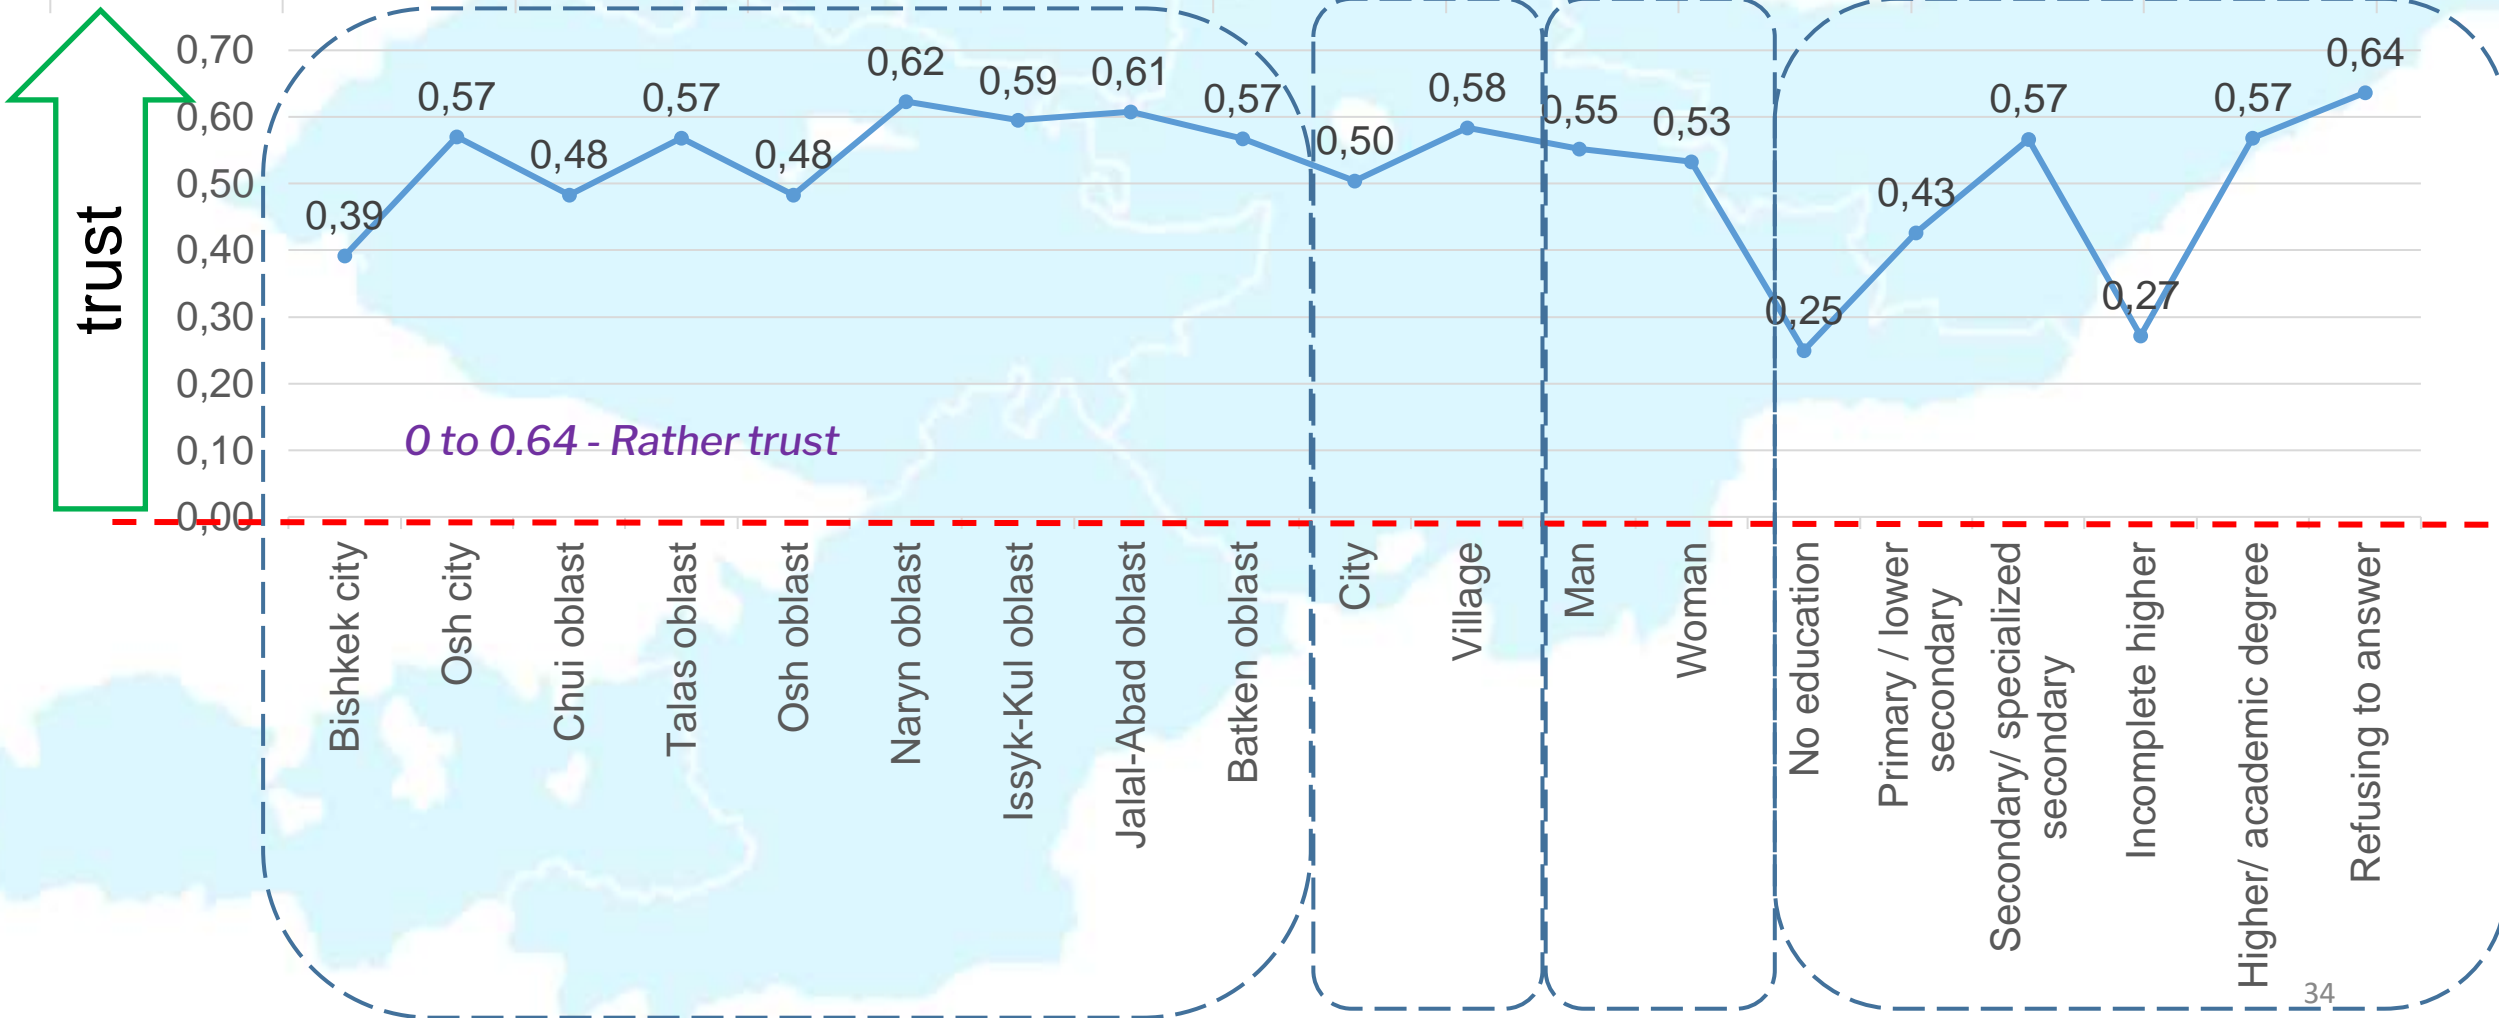 trust
0,70
0,60
0,50
0,40
0,30
0,20
0,10
0,00
0,39
0,57
0,48
0,57
0,48
0,62
0,59
0,61
0,57
0,50
0,58
0,55
0,53
0,25
0,43
0,57
0,27
0,57
0,64
0 to 0.64 - Rather trust
Bishkek city
Osh city
Chui oblast
Talas oblast
Osh oblast
Naryn oblast
Issyk-Kul oblast
Jalal-Abad oblast
Batken oblast
City
Village
Man
Woman
No education
Primary / lower
secondary
Secondary/ specialized
secondary
Incomplete higher
Higher/ academic degree
Refusing to answer
34